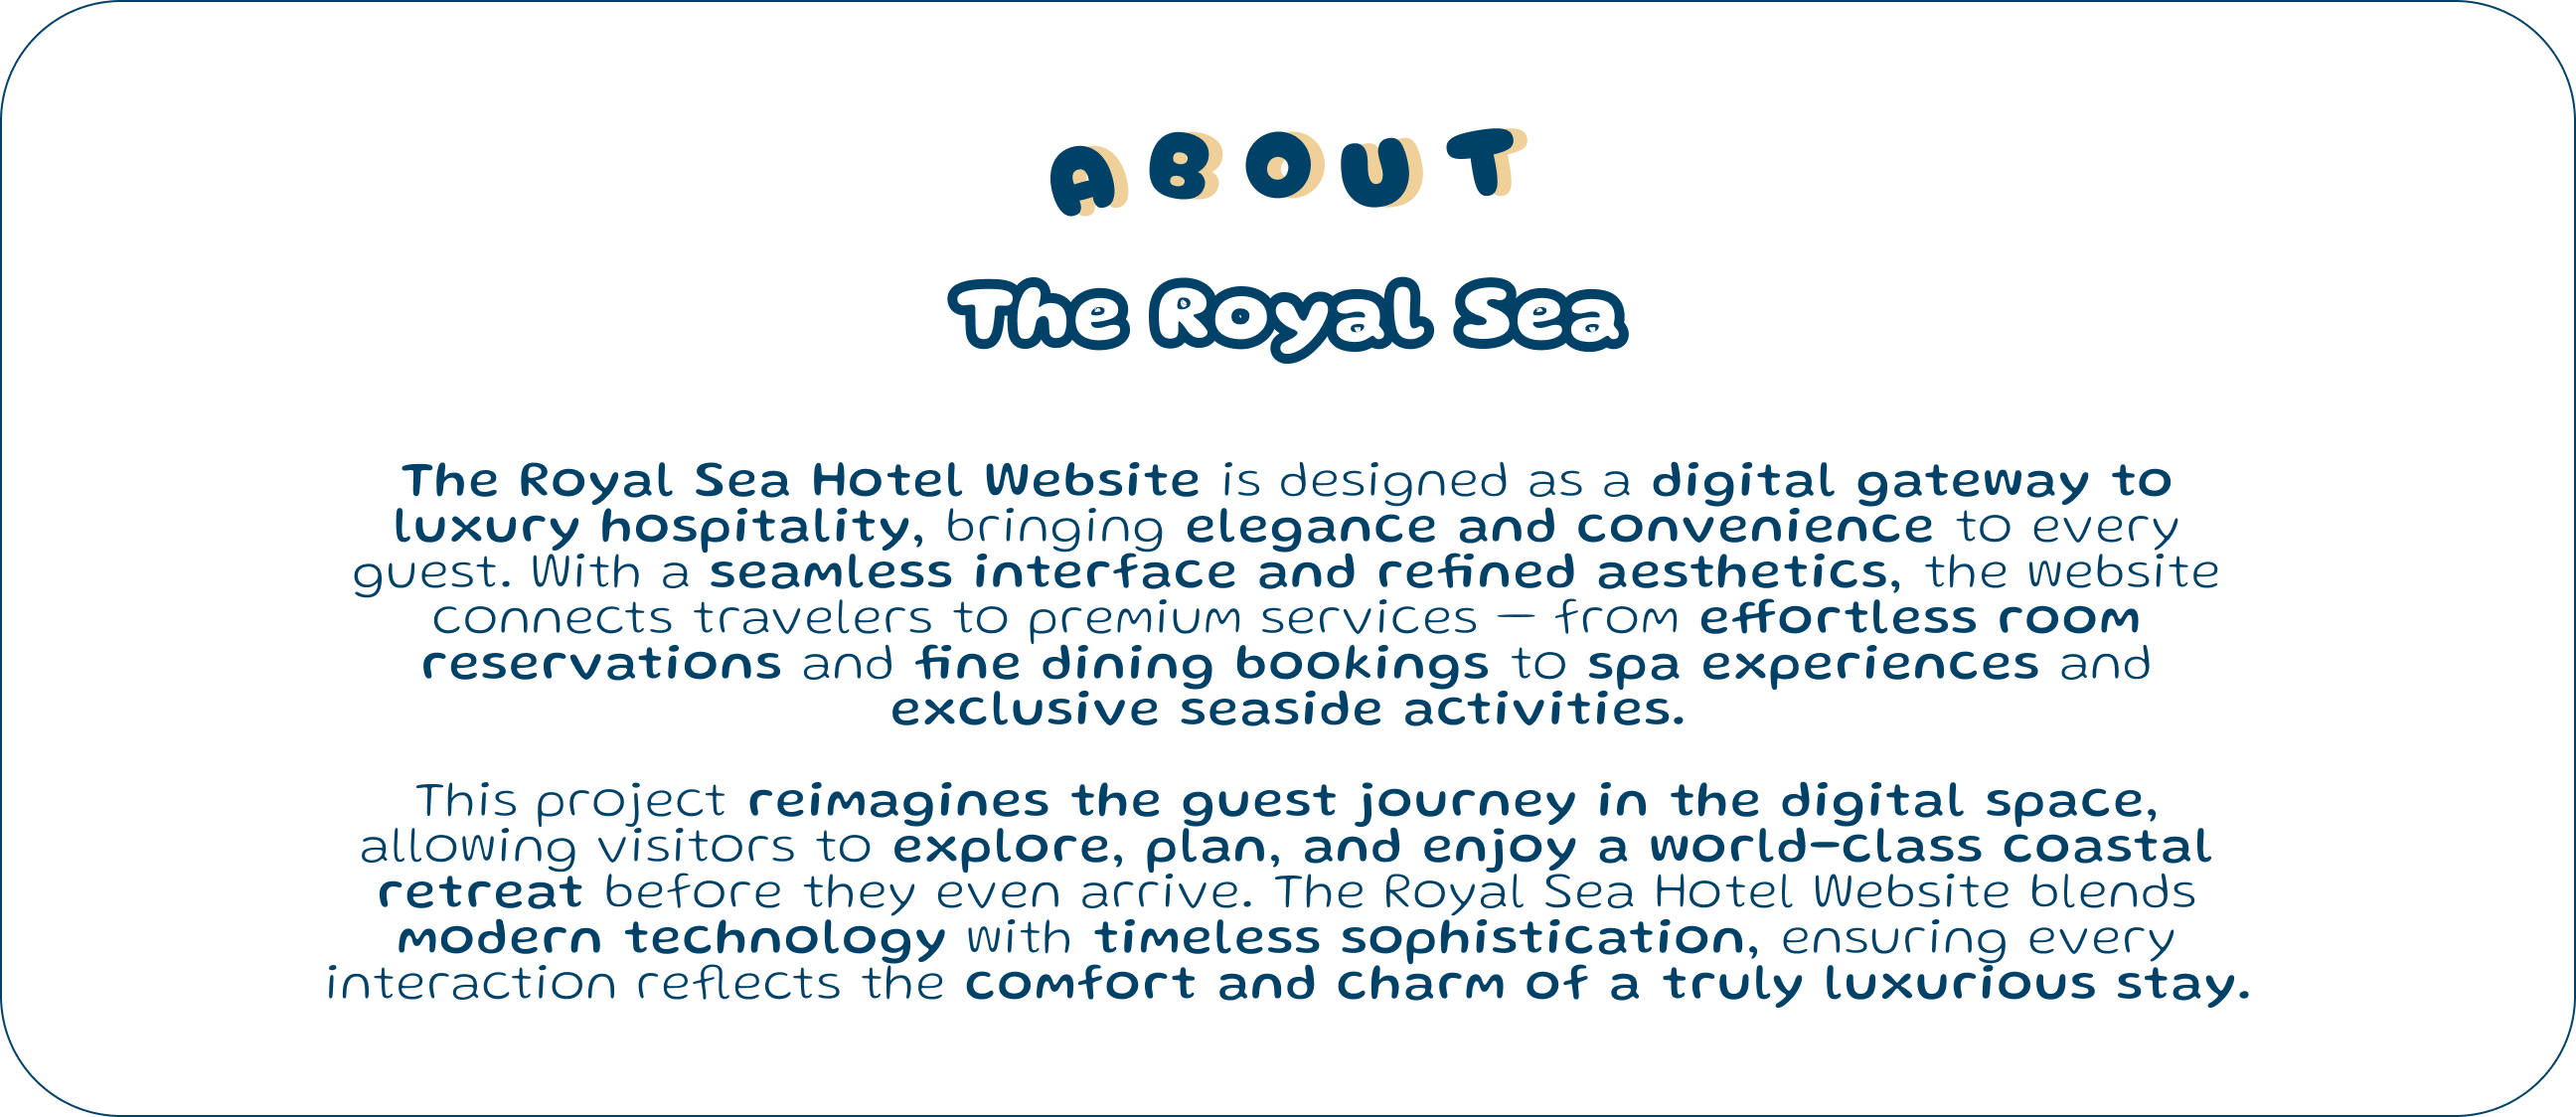 ABOUT
The Royal Sea
The Royal Sea Hotel Website is designed as a digital gateway to
luxury hospitality, bringing elegance and convenience to every
guest. With a seamless interface and refined aesthetics, the website
connects travelers to premium services — from effortless room
reservations and fine dining bookings to spa experiences and
exclusive seaside activities.
This project reimagines the guest journey in the digital space,
allowing visitors to explore, plan, and enjoy a world-class coastal
retreat before they even arrive. The Royal Sea Hotel Website blends
modern technology with timeless sophistication, ensuring every
interaction reflects the comfort and charm of a truly luxurious stay.